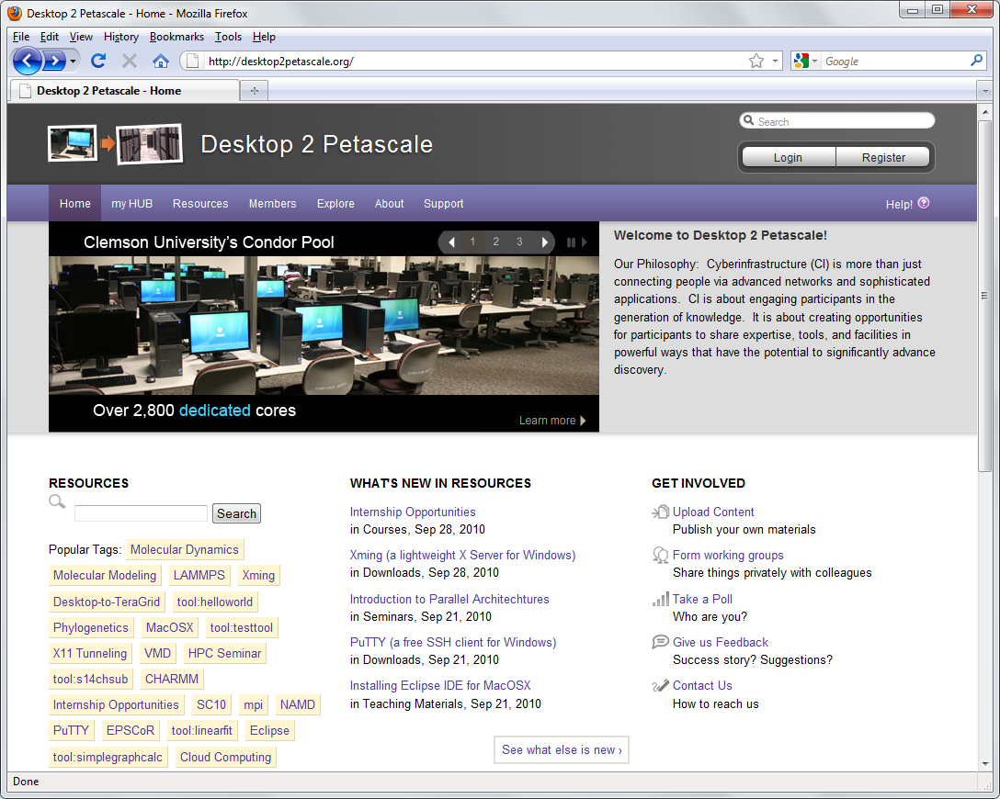 Desktop 2 Petascale - Home - Mozilla Firefox
File Edit View History Bookmarks Tools Help
http://desktop2petascale.org/
Google
Desktop 2 Petascale - Home
Desktop 2 Petascale
Search
Login Register
Home myHUB Resources Members Explore About Support Help! ?
Clemson University's Condor Pool
1 2 3
Over 2,800 dedicated cores
Learn more
Welcome to Desktop 2 Petascale!
Our Philosophy: Cyberinfrastructure (CI) is more than just
connecting people via advanced networks and sophisticated
applications. CI is about engaging participants in the
generation of knowledge. It is about creating opportunities
for participants to share expertise, tools, and facilities in
powerful ways that have the potential to significantly advance
discovery.
RESOURCES
Search
Popular Tags: Molecular Dynamics
Molecular Modeling LAMMPS Xming
Desktop-to-TeraGrid tool:helloworld
Phylogenetics MacOSX tool:testtool
X11 Tunneling VMD HPC Seminar
tool:s14chsub CHARMM
Internship Opportunities SC10 mpi NAMD
PuTTY EPSCoR tool:linearfit Eclipse
tool:simplegraphcalc Cloud Computing
WHAT'S NEW IN RESOURCES
Internship Opportunities
in Courses, Sep 28, 2010
Xming (a lightweight X Server for Windows)
in Downloads, Sep 28, 2010
Introduction to Parallel Architechtures
in Seminars, Sep 21, 2010
PuTTY (a free SSH client for Windows)
in Downloads, Sep 21, 2010
Installing Eclipse IDE for MacOSX
in Teaching Materials, Sep 21, 2010
See what else is new ›
GET INVOLVED
Upload Content
Publish your own materials
Form working groups
Share things privately with colleagues
Take a Poll
Who are you?
Give us Feedback
Success story? Suggestions?
Contact Us
How to reach us
Done